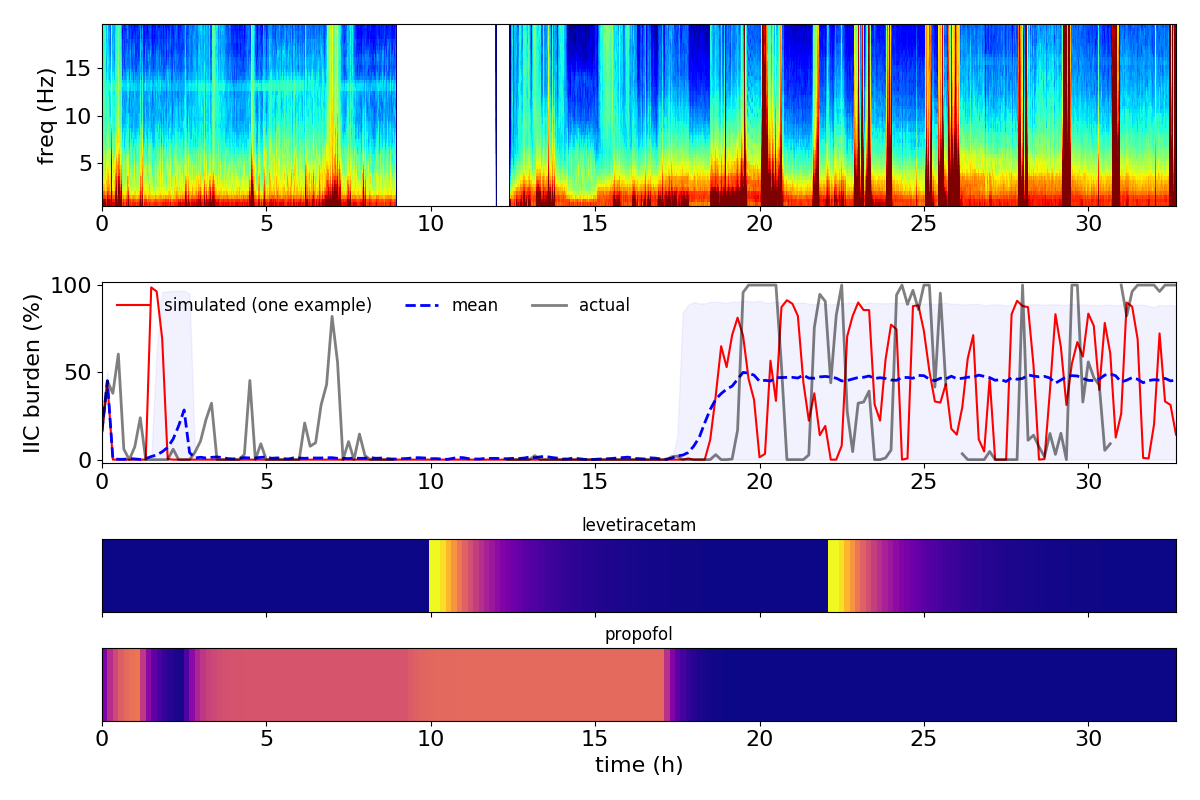 freq (Hz)
15
10
5
0 5 10 15 20 25 30
IIC burden (%)
100
50
0
simulated (one example) mean actual
0 5 10 15 20 25 30
levetiracetam
propofol
0 5 10 15 20 25 30
time (h)